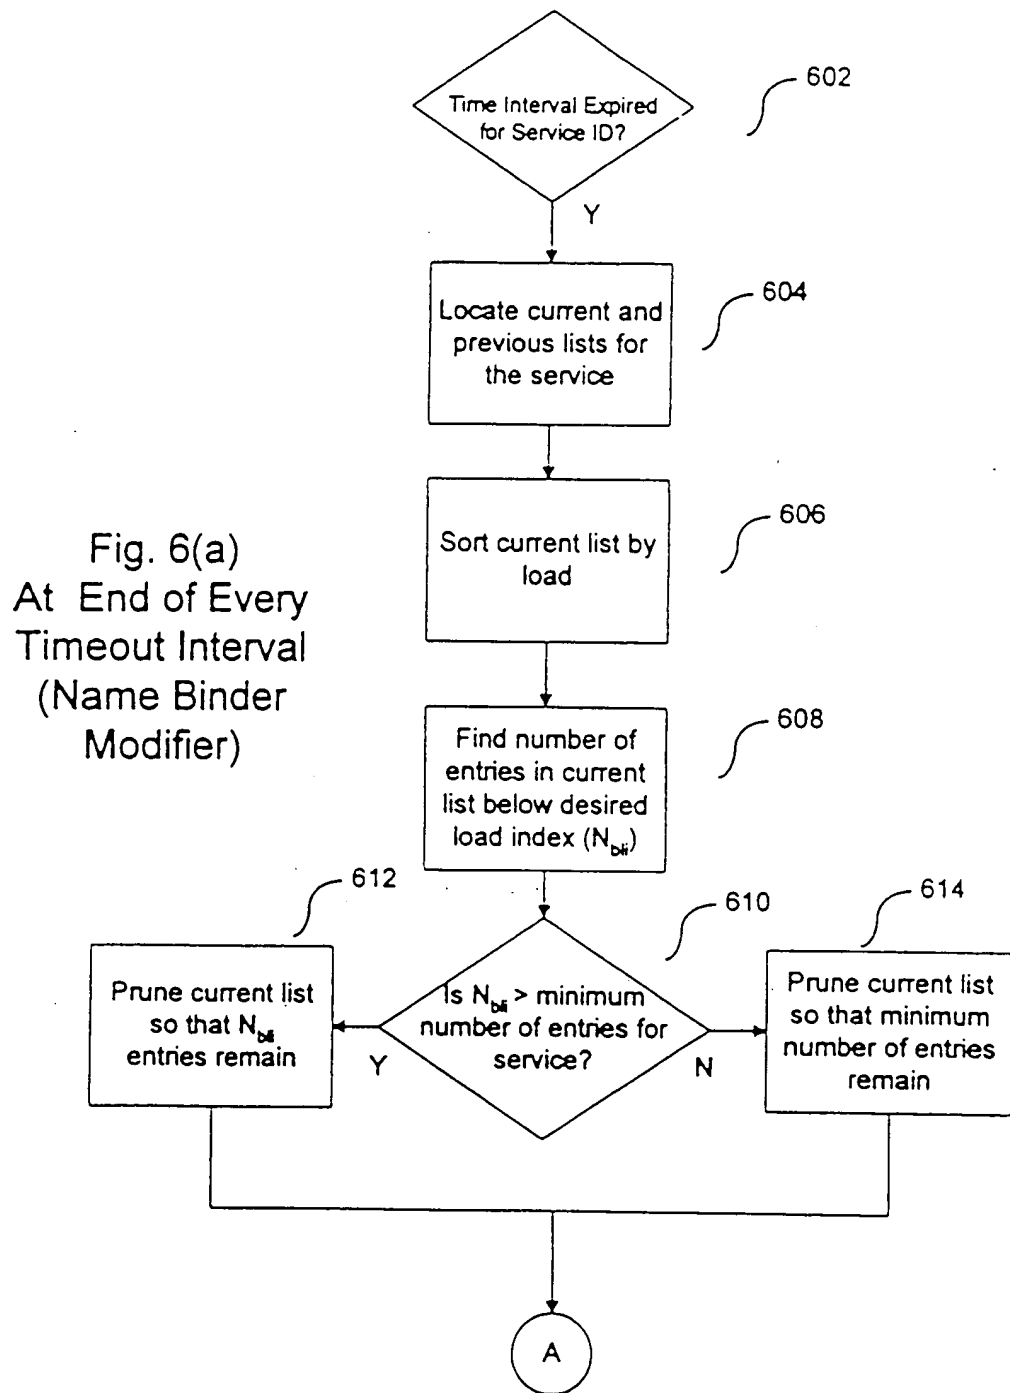 602
Time Interval Expired
for Service ID?
Y
604
Locate current and
previous lists for
the service
606
Sort current list by
load
Fig. 6(a)
At End of Every
Timeout Interval
(Name Binder
Modifier)
608
Find number of
entries in current
list below desired
load index (N_bli)
612
Prune current list
so that N_bli
entries remain
610
Is N_bli > minimum
number of entries for
service?
Y
N
614
Prune current list
so that minimum
number of entries
remain
A